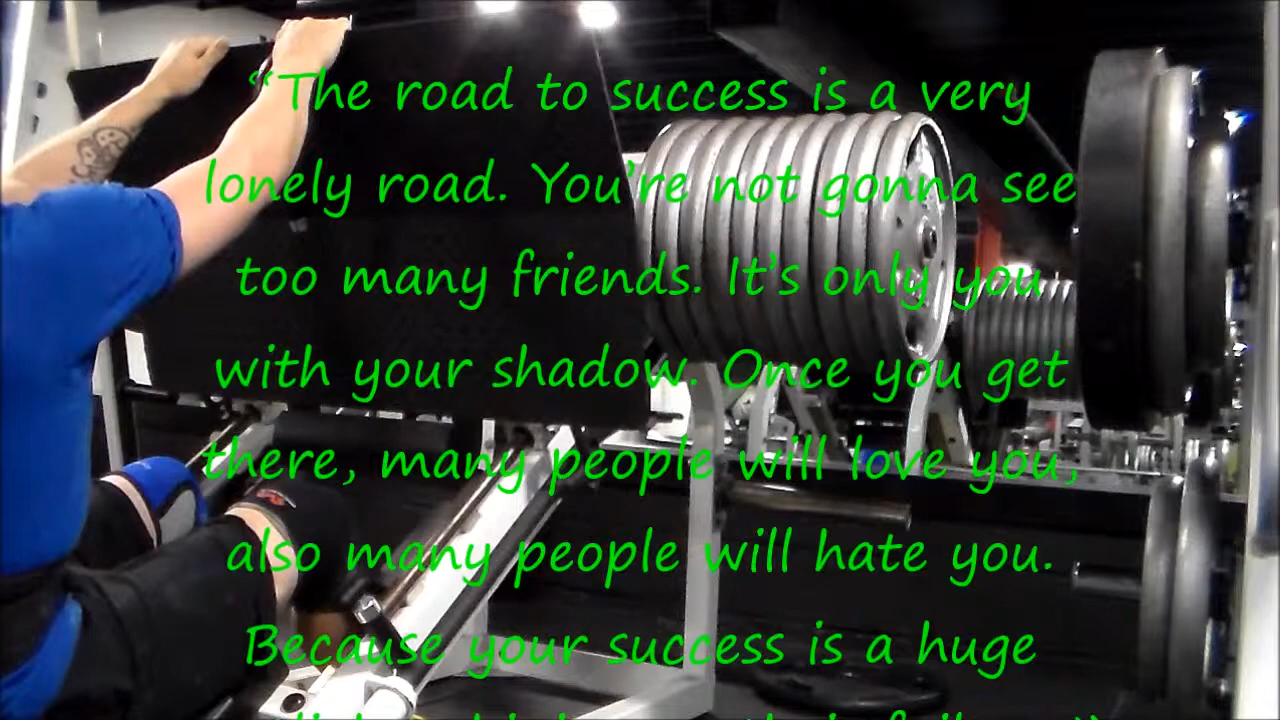 “The road to success is a very
lonely road. You're not gonna see
too many friends. It's only you
with your shadow. Once you get
there, many people will love you,
also many people will hate you.
Because your success is a huge